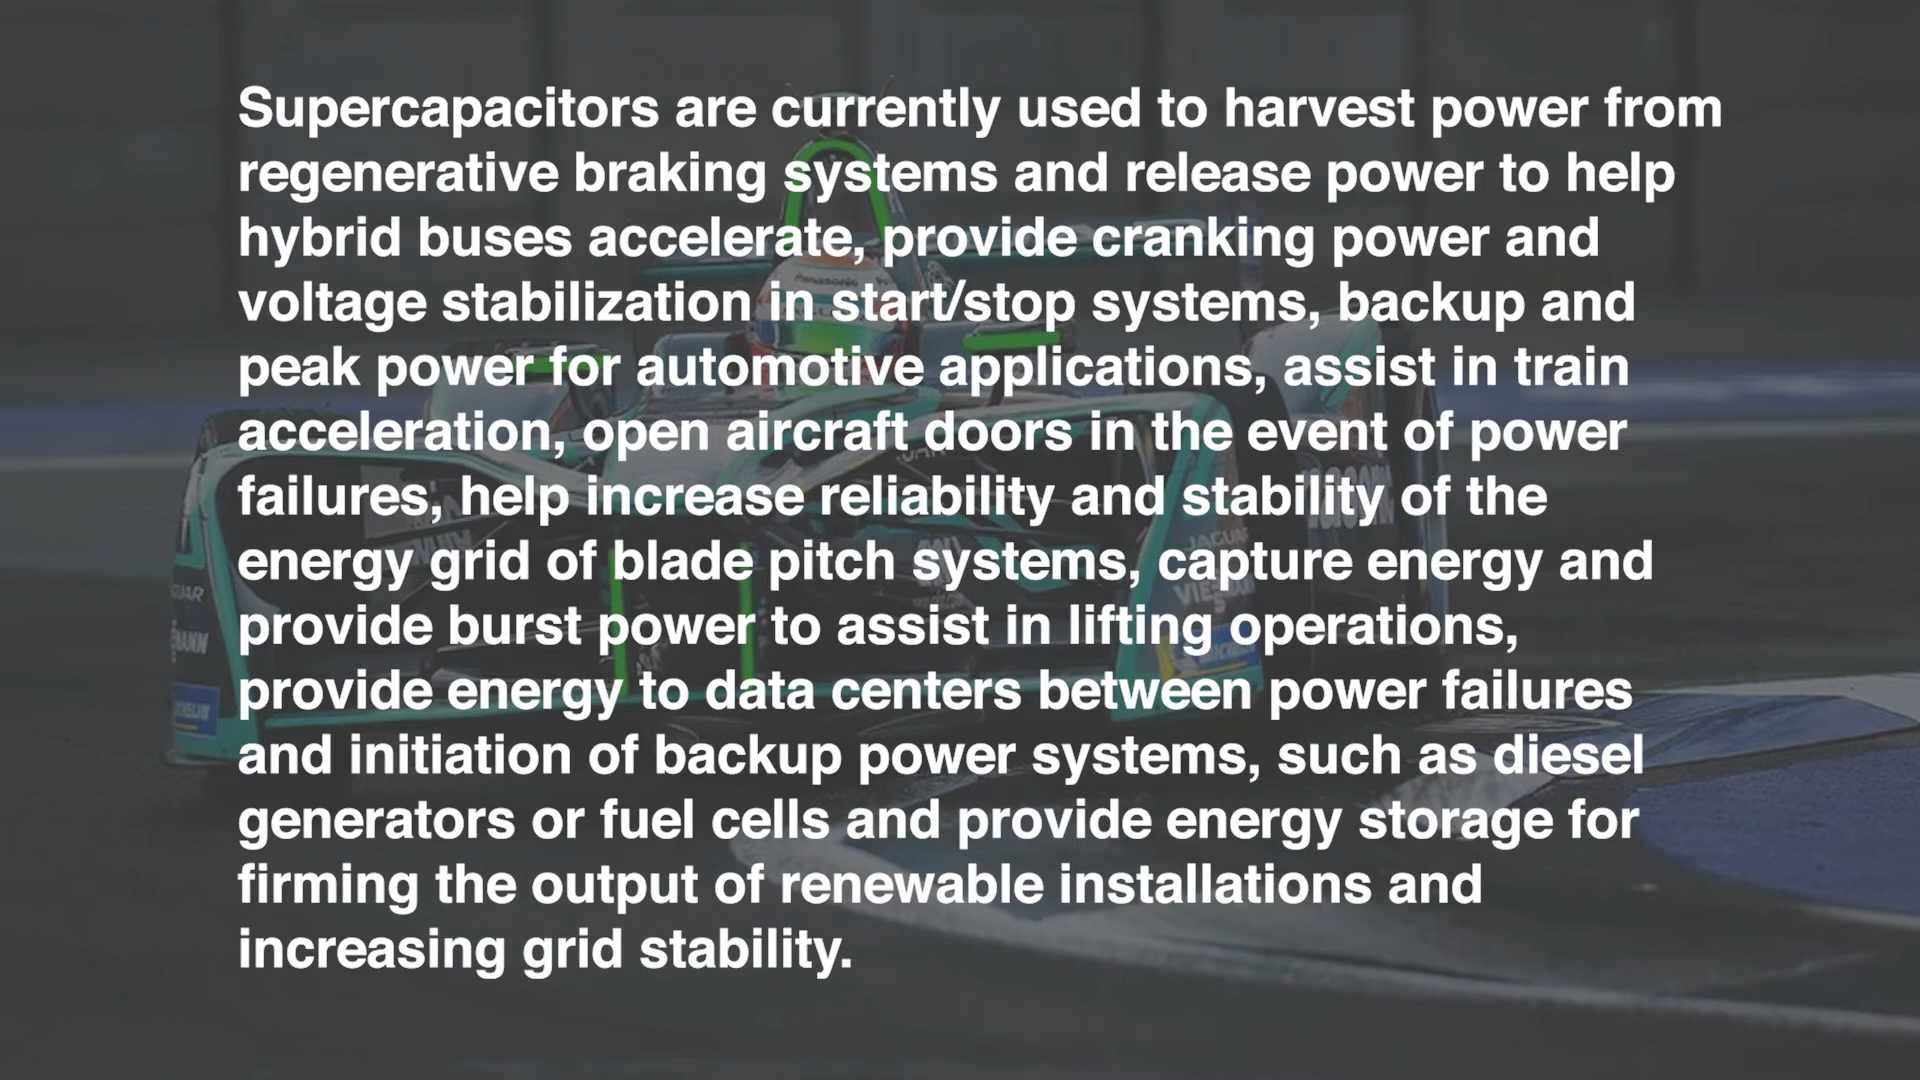 Supercapacitors are currently used to harvest power from
regenerative braking systems and release power to help
hybrid buses accelerate, provide cranking power and
voltage stabilization in start/stop systems, backup and
peak power for automotive applications, assist in train
acceleration, open aircraft doors in the event of power
failures, help increase reliability and stability of the
energy grid of blade pitch systems, capture energy and
provide burst power to assist in lifting operations,
provide energy to data centers between power failures
and initiation of backup power systems, such as diesel
generators or fuel cells and provide energy storage for
firming the output of renewable installations and
increasing grid stability.
Panasonic
JAGUAR